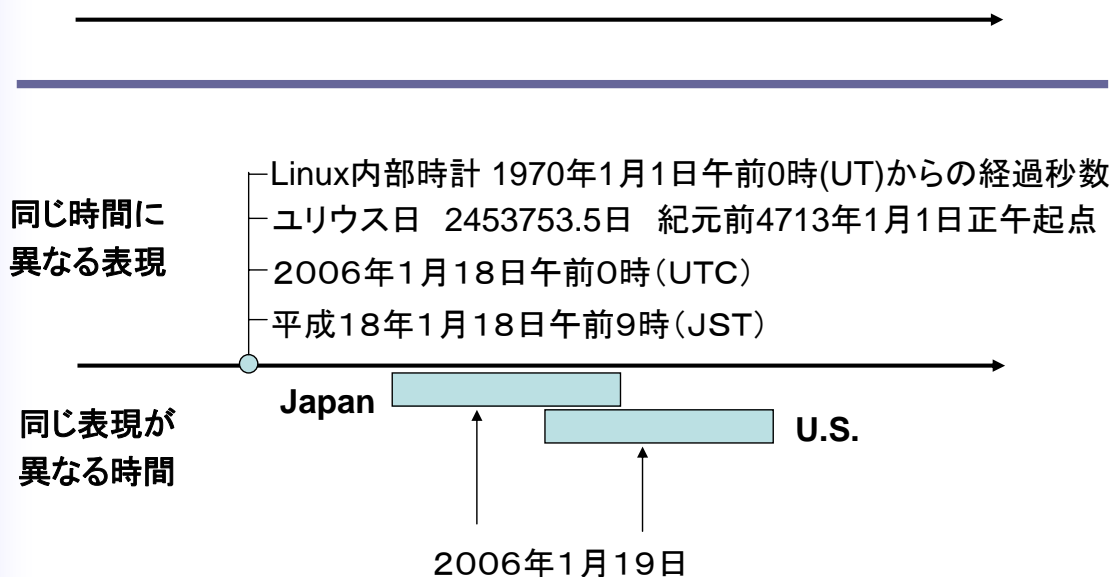 Linux内部時計 1970年1月1日午前0時(UT)からの経過秒数
同じ時間に
異なる表現
ユリウス日 2453753.5日 紀元前4713年1月1日正午起点
２００６年１月１８日午前０時（ＵＴＣ）
平成１８年１月１８日午前９時（ＪＳＴ）
Japan
U.S.
同じ表現が
異なる時間
２００６年１月１９日